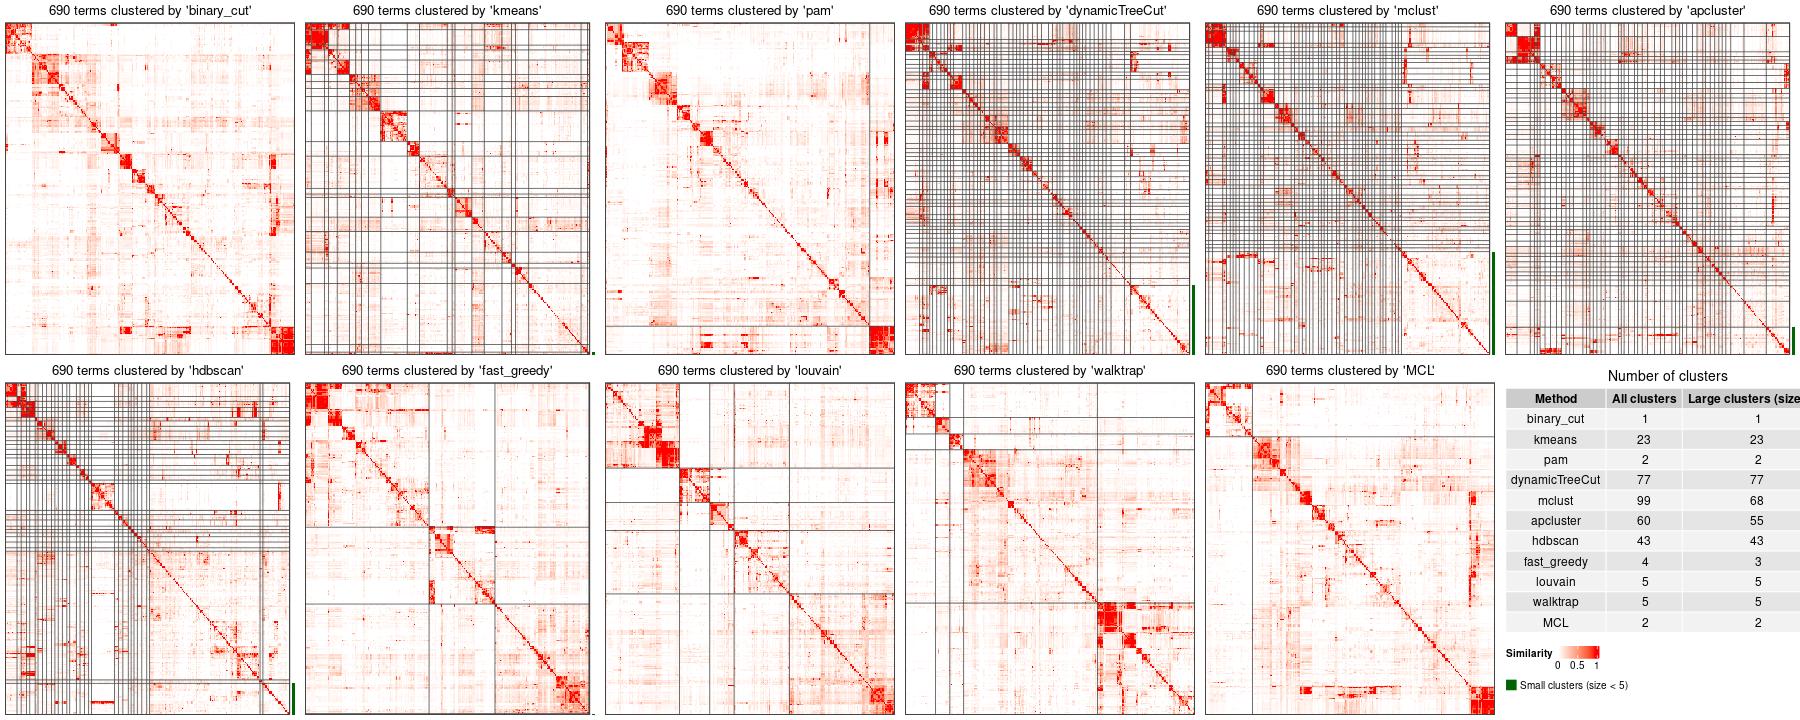 690 terms clustered by 'binary_cut'
690 terms clustered by 'kmeans'
690 terms clustered by 'pam'
690 terms clustered by 'dynamicTreeCut'
690 terms clustered by 'mclust'
690 terms clustered by 'apcluster'
690 terms clustered by 'hdbscan'
690 terms clustered by 'fast_greedy'
690 terms clustered by 'louvain'
690 terms clustered by 'walktrap'
690 terms clustered by 'MCL'
Number of clusters
Method All clusters Large clusters (size
binary_cut 1 1
kmeans 23 23
pam 2 2
dynamicTreeCut 77 77
mclust 99 68
apcluster 60 55
hdbscan 43 43
fast_greedy 4 3
louvain 5 5
walktrap 5 5
MCL 2 2
Similarity
0 0.5 1
Small clusters (size < 5)